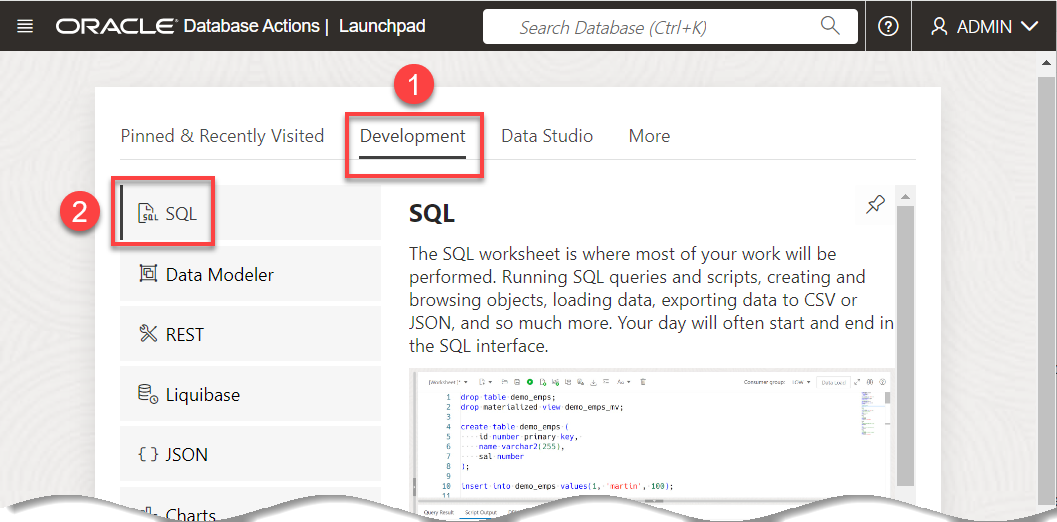 ORACLE Database Actions | Launchpad
Search Database (Ctrl+K)
ADMIN
1
Pinned & Recently Visited
Development
Data Studio
More
2
SQL
SQL
Data Modeler
REST
Liquibase
{ } JSON
Charts
SQL
The SQL worksheet is where most of your work will be
performed. Running SQL queries and scripts, creating and
browsing objects, loading data, exporting data to CSV or
JSON, and so much more. Your day will often start and end in
the SQL interface.
[Worksheet]*
Aa
Consumer group: LOW
Data Load
1 drop table demo_emps;
2 drop materialized view demo_emps_mv;
3
4 create table demo_emps (
5 id number primary key,
6 name varchar2(255),
7 sal number
8 );
9
10 insert into demo_emps values(1, 'martin', 100);
11
Query Result
Script Output